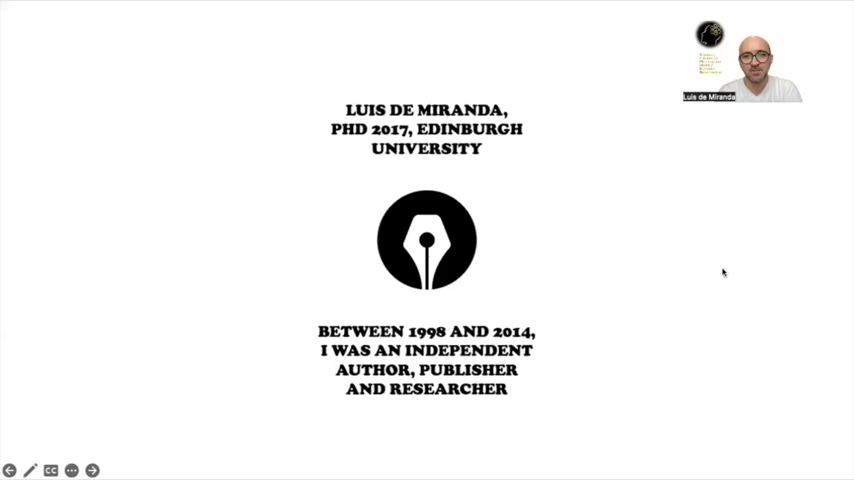 LUIS DE MIRANDA,
PHD 2017, EDINBURGH
UNIVERSITY
BETWEEN 1998 AND 2014,
I WAS AN INDEPENDENT
AUTHOR, PUBLISHER
AND RESEARCHER
Luis de Miranda
CC